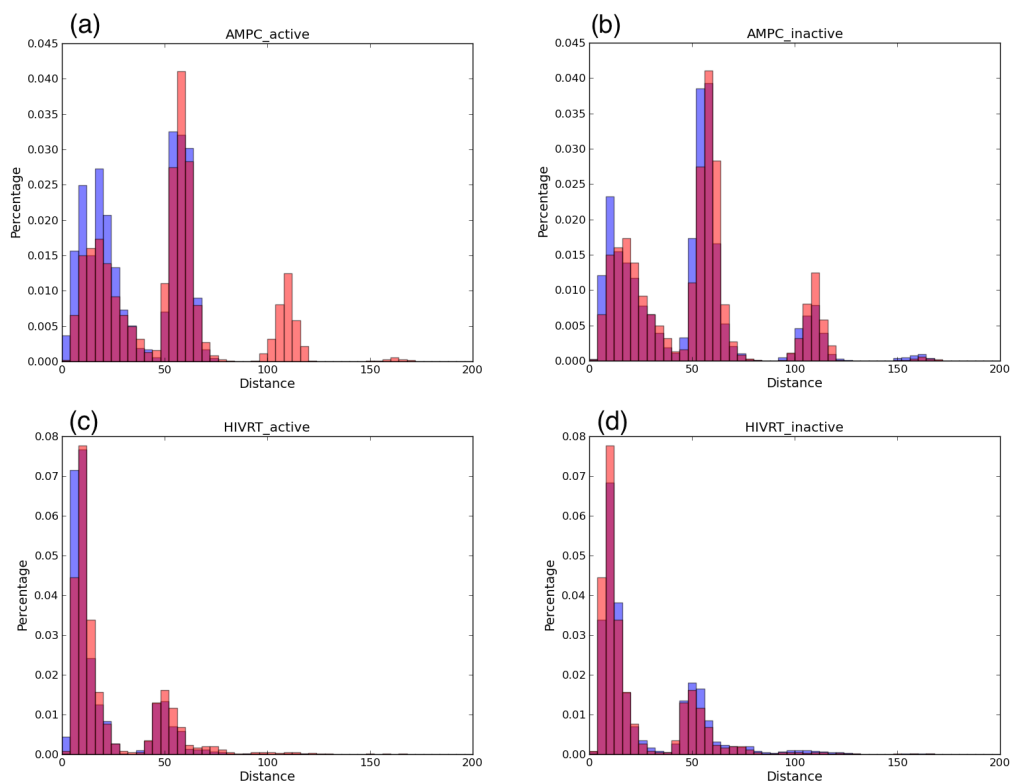 (a)
AMPC_active
0.045
0.040
0.035
0.030
0.025
0.020
0.015
0.010
0.005
0.000
Percentage
0 50 100 150 200
Distance
(b)
AMPC_inactive
0.045
0.040
0.035
0.030
0.025
0.020
0.015
0.010
0.005
0.000
Percentage
0 50 100 150 200
Distance
(c)
HIVRT_active
0.08
0.07
0.06
0.05
0.04
0.03
0.02
0.01
0.00
Percentage
0 50 100 150 200
Distance
(d)
HIVRT_inactive
0.08
0.07
0.06
0.05
0.04
0.03
0.02
0.01
0.00
Percentage
0 50 100 150 200
Distance